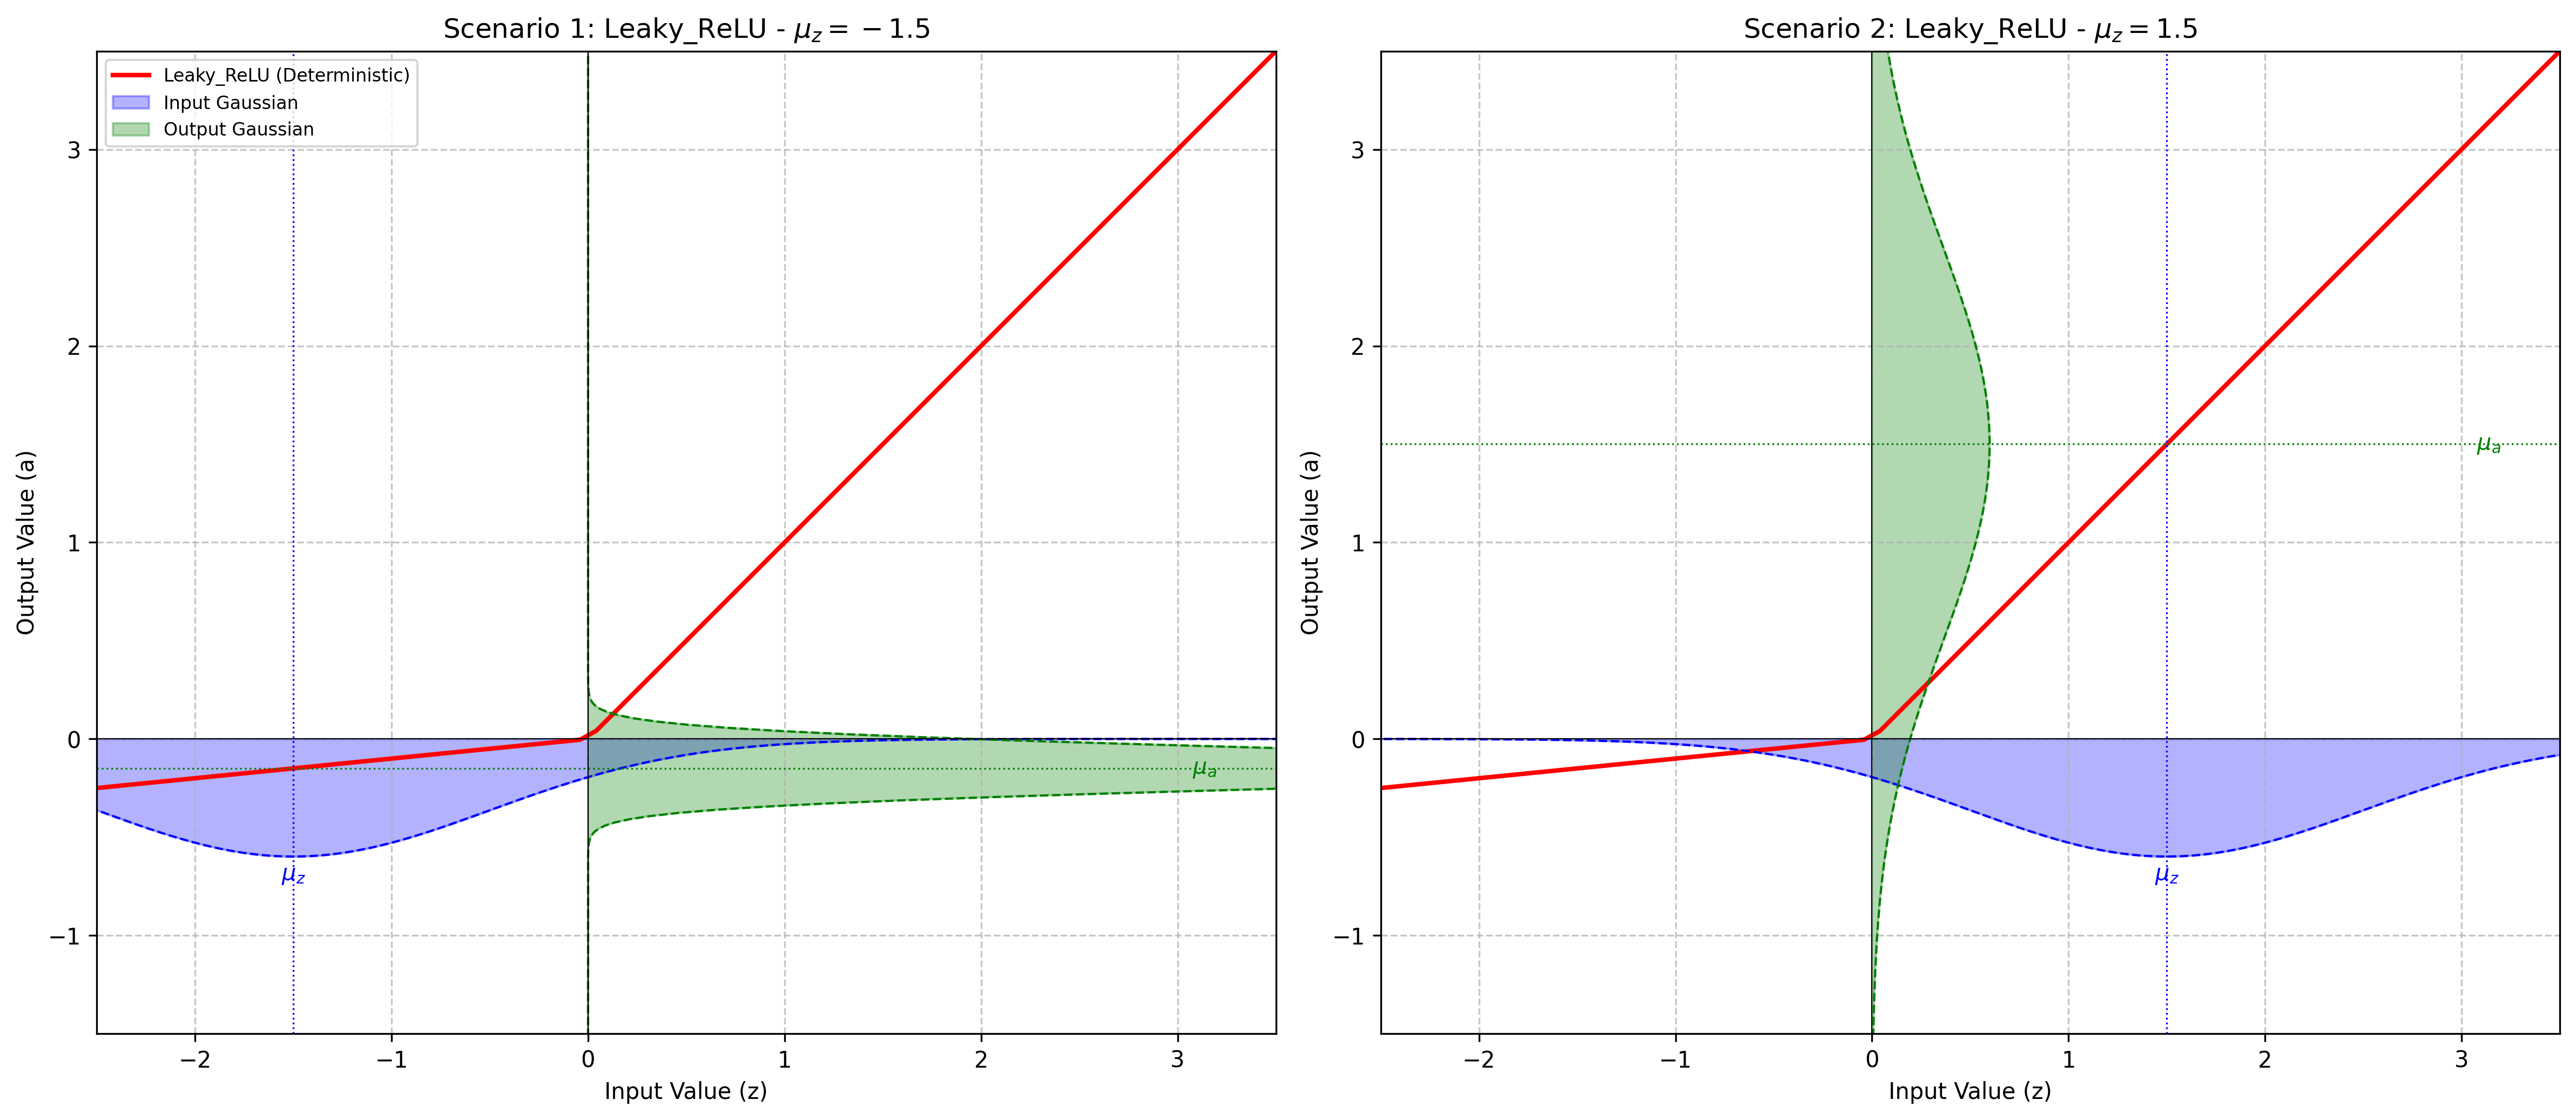 Scenario 1: Leaky_ReLU - μz = −1.5
Leaky_ReLU (Deterministic)
Input Gaussian
Output Gaussian
3
2
1
0
−1
−2
−1
0
1
2
3
Output Value (a)
Input Value (z)
μz
μa
Scenario 2: Leaky_ReLU - μz = 1.5
3
2
1
0
−1
−2
−1
0
1
2
3
Output Value (a)
Input Value (z)
μa
μz